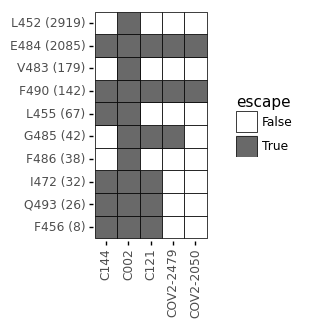 L452 (2919)
E484 (2085)
V483 (179)
F490 (142)
L455 (67)
G485 (42)
F486 (38)
I472 (32)
Q493 (26)
F456 (8)
escape
False
True
C144
C002
C121
COV2-2479
COV2-2050